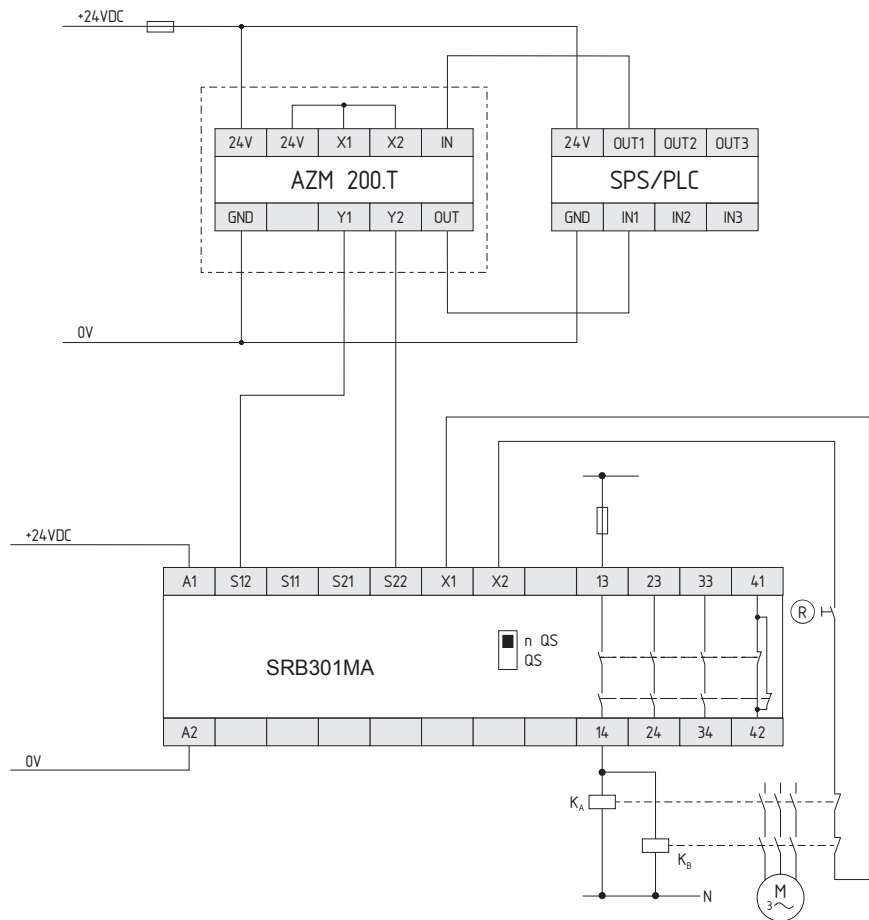 +24VDC
24V 24V X1 X2 IN
AZM 200.T
GND Y1 Y2 OUT
24V OUT1 OUT2 OUT3
SPS/PLC
GND IN1 IN2 IN3
0V
+24VDC
A1 S12 S11 S21 S22 X1 X2 13 23 33 41
R
n QS
QS
SRB301MA
A2 14 24 34 42
0V
KA
KB
N
M
3~